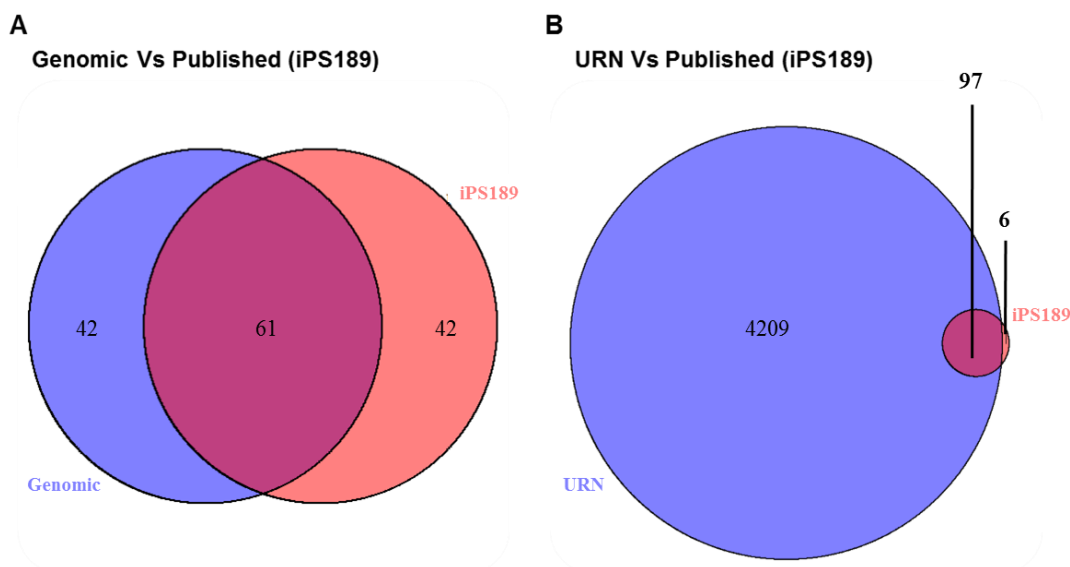 A
Genomic Vs Published (iPS189)
iPS189
42
61
42
Genomic
B
URN Vs Published (iPS189)
97
6
iPS189
4209
URN